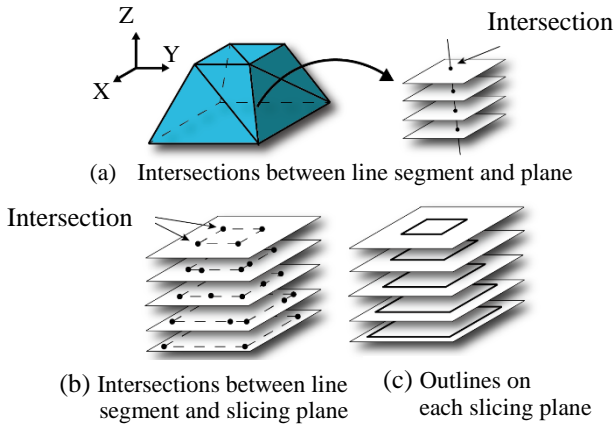 Z
Y
X
Intersection
(a) Intersections between line segment and plane
Intersection
(b) Intersections between line
segment and slicing plane
(c) Outlines on
each slicing plane